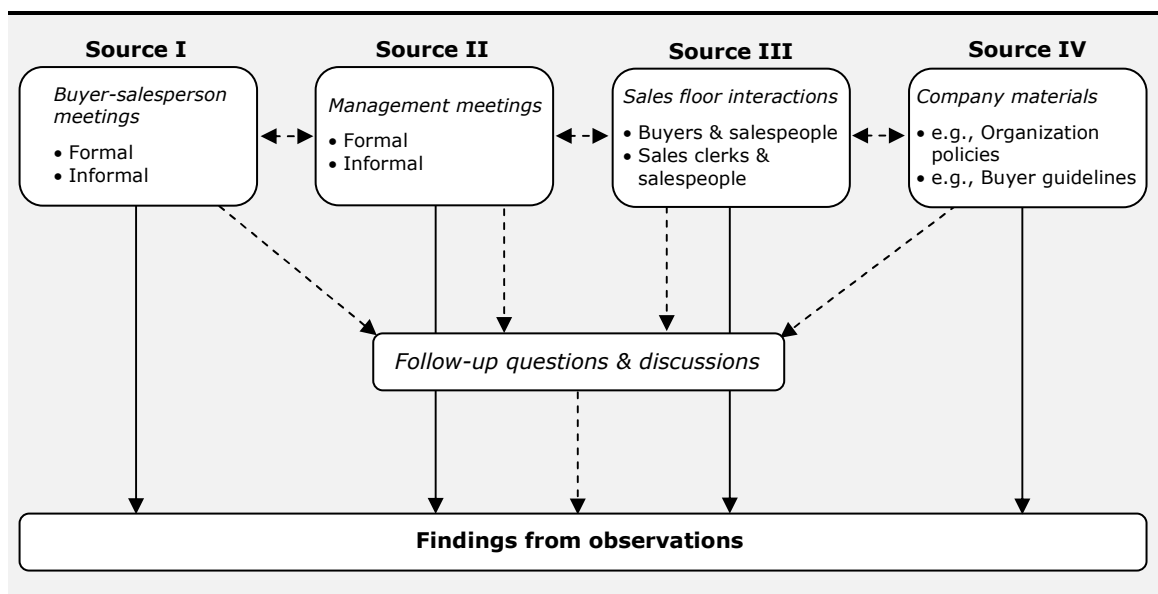 Source I
Buyer-salesperson
meetings
• Formal
• Informal
Source II
Management meetings
• Formal
• Informal
Source III
Sales floor interactions
• Buyers & salespeople
• Sales clerks &
salespeople
Source IV
Company materials
• e.g., Organization
policies
• e.g., Buyer guidelines
Follow-up questions & discussions
Findings from observations